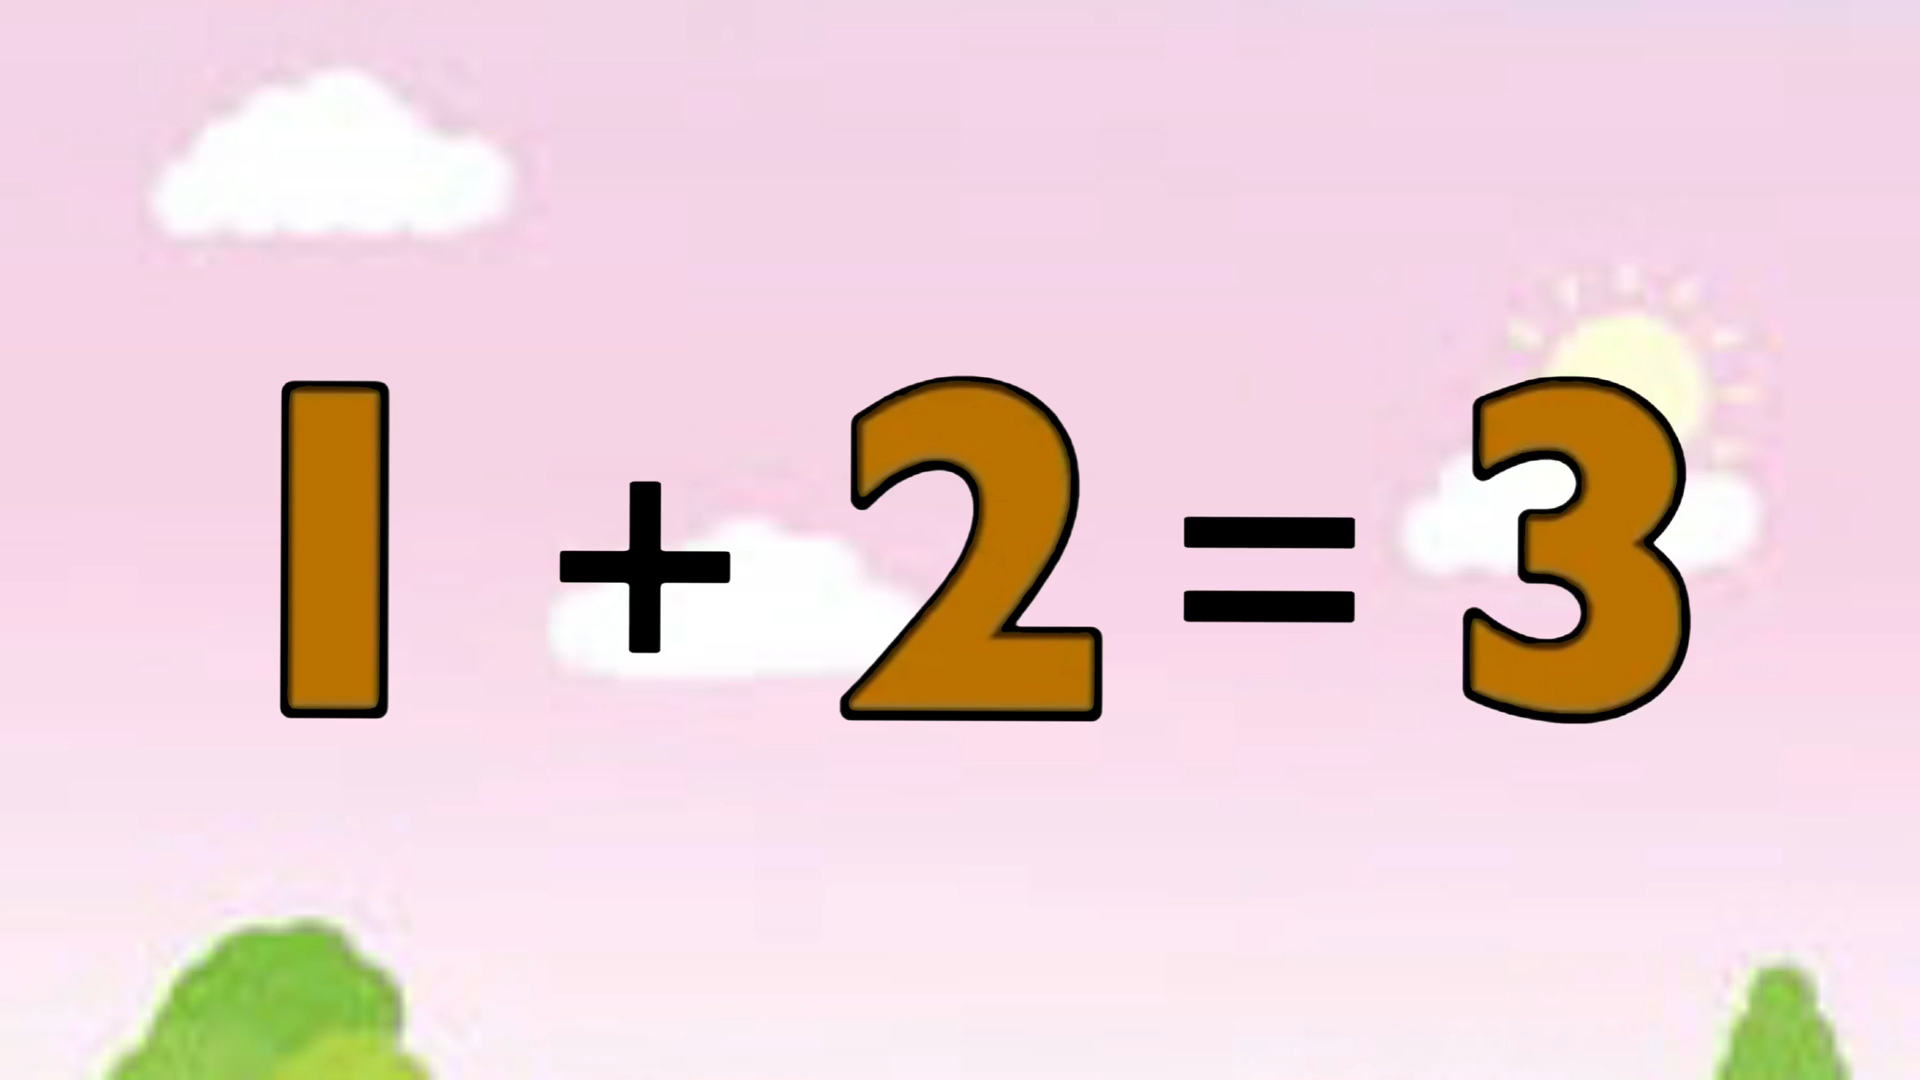 1 + 2 = 3